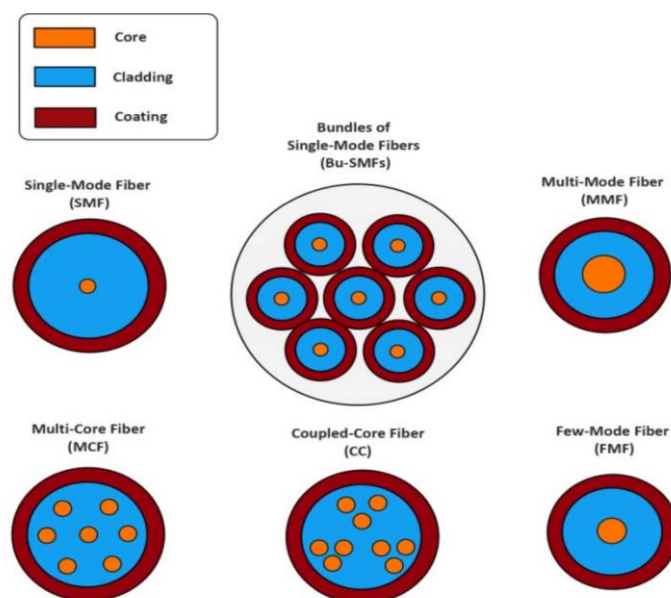 Core
Cladding
Coating
Bundles of
Single-Mode Fibers
(Bu-SMFs)
Single-Mode Fiber
(SMF)
Multi-Mode Fiber
(MMF)
Multi-Core Fiber
(MCF)
Coupled-Core Fiber
(CC)
Few-Mode Fiber
(FMF)